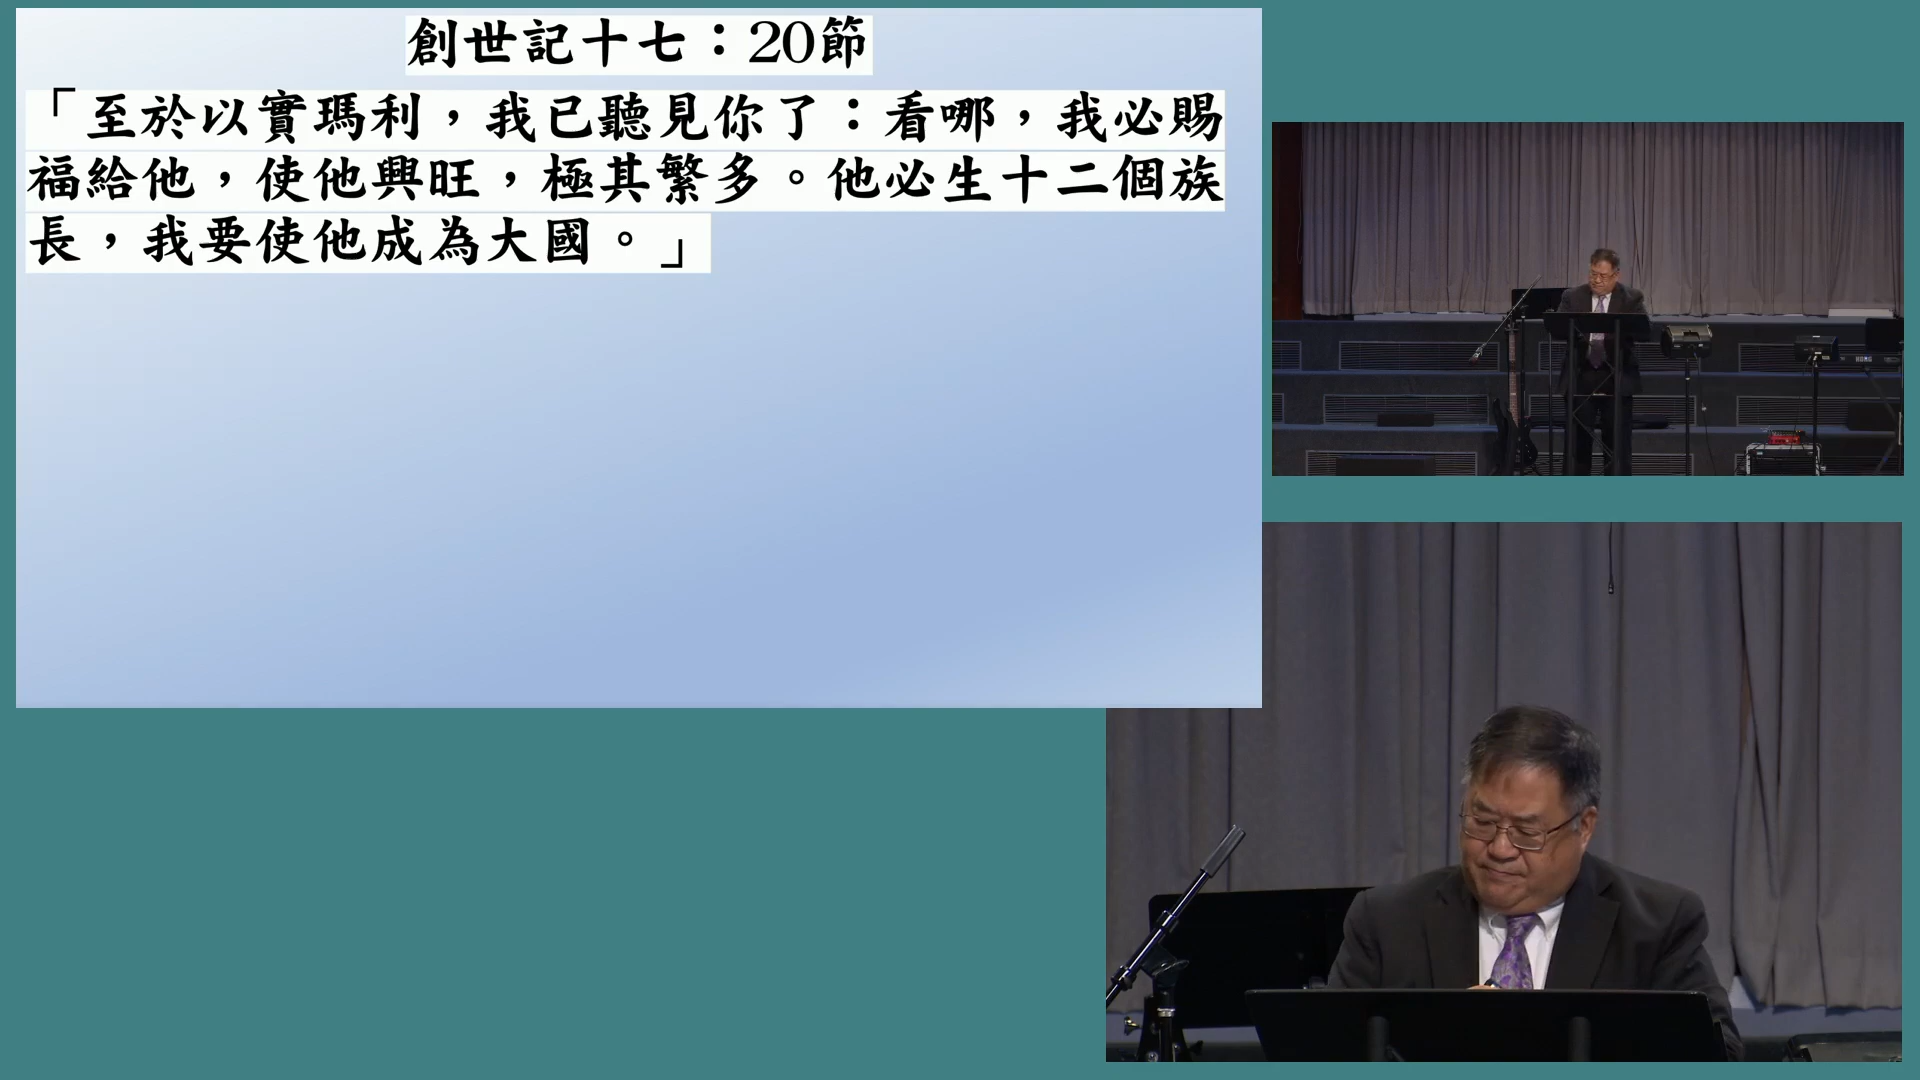 創世記十七：20節
「至於以實瑪利，我已聽見你了：看哪，我必賜
福給他，使他興旺，極其繁多。他必生十二個族
長，我要使他成為大國。」